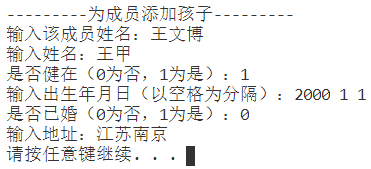 ---------为成员添加孩子---------
输入该成员姓名：王文博
输入姓名：王甲
是否健在（0为否，1为是）：1
输入出生年月日（以空格为分隔）：2000 1 1
是否已婚（0为否，1为是）：0
输入地址：江苏南京
请按任意键继续. . .